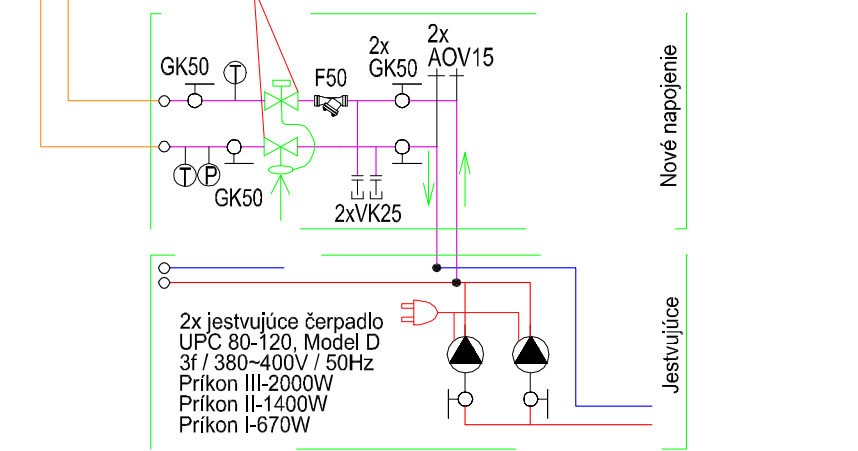 2x
AOV15
2x
GK50
GK50
T
F50
T
P
GK50
2xVK25
Nové napojenie
2x jestvujúce čerpadlo
UPC 80-120, Model D
3f / 380~400V / 50Hz
Príkon III-2000W
Príkon II-1400W
Príkon I-670W
Jestvujúce